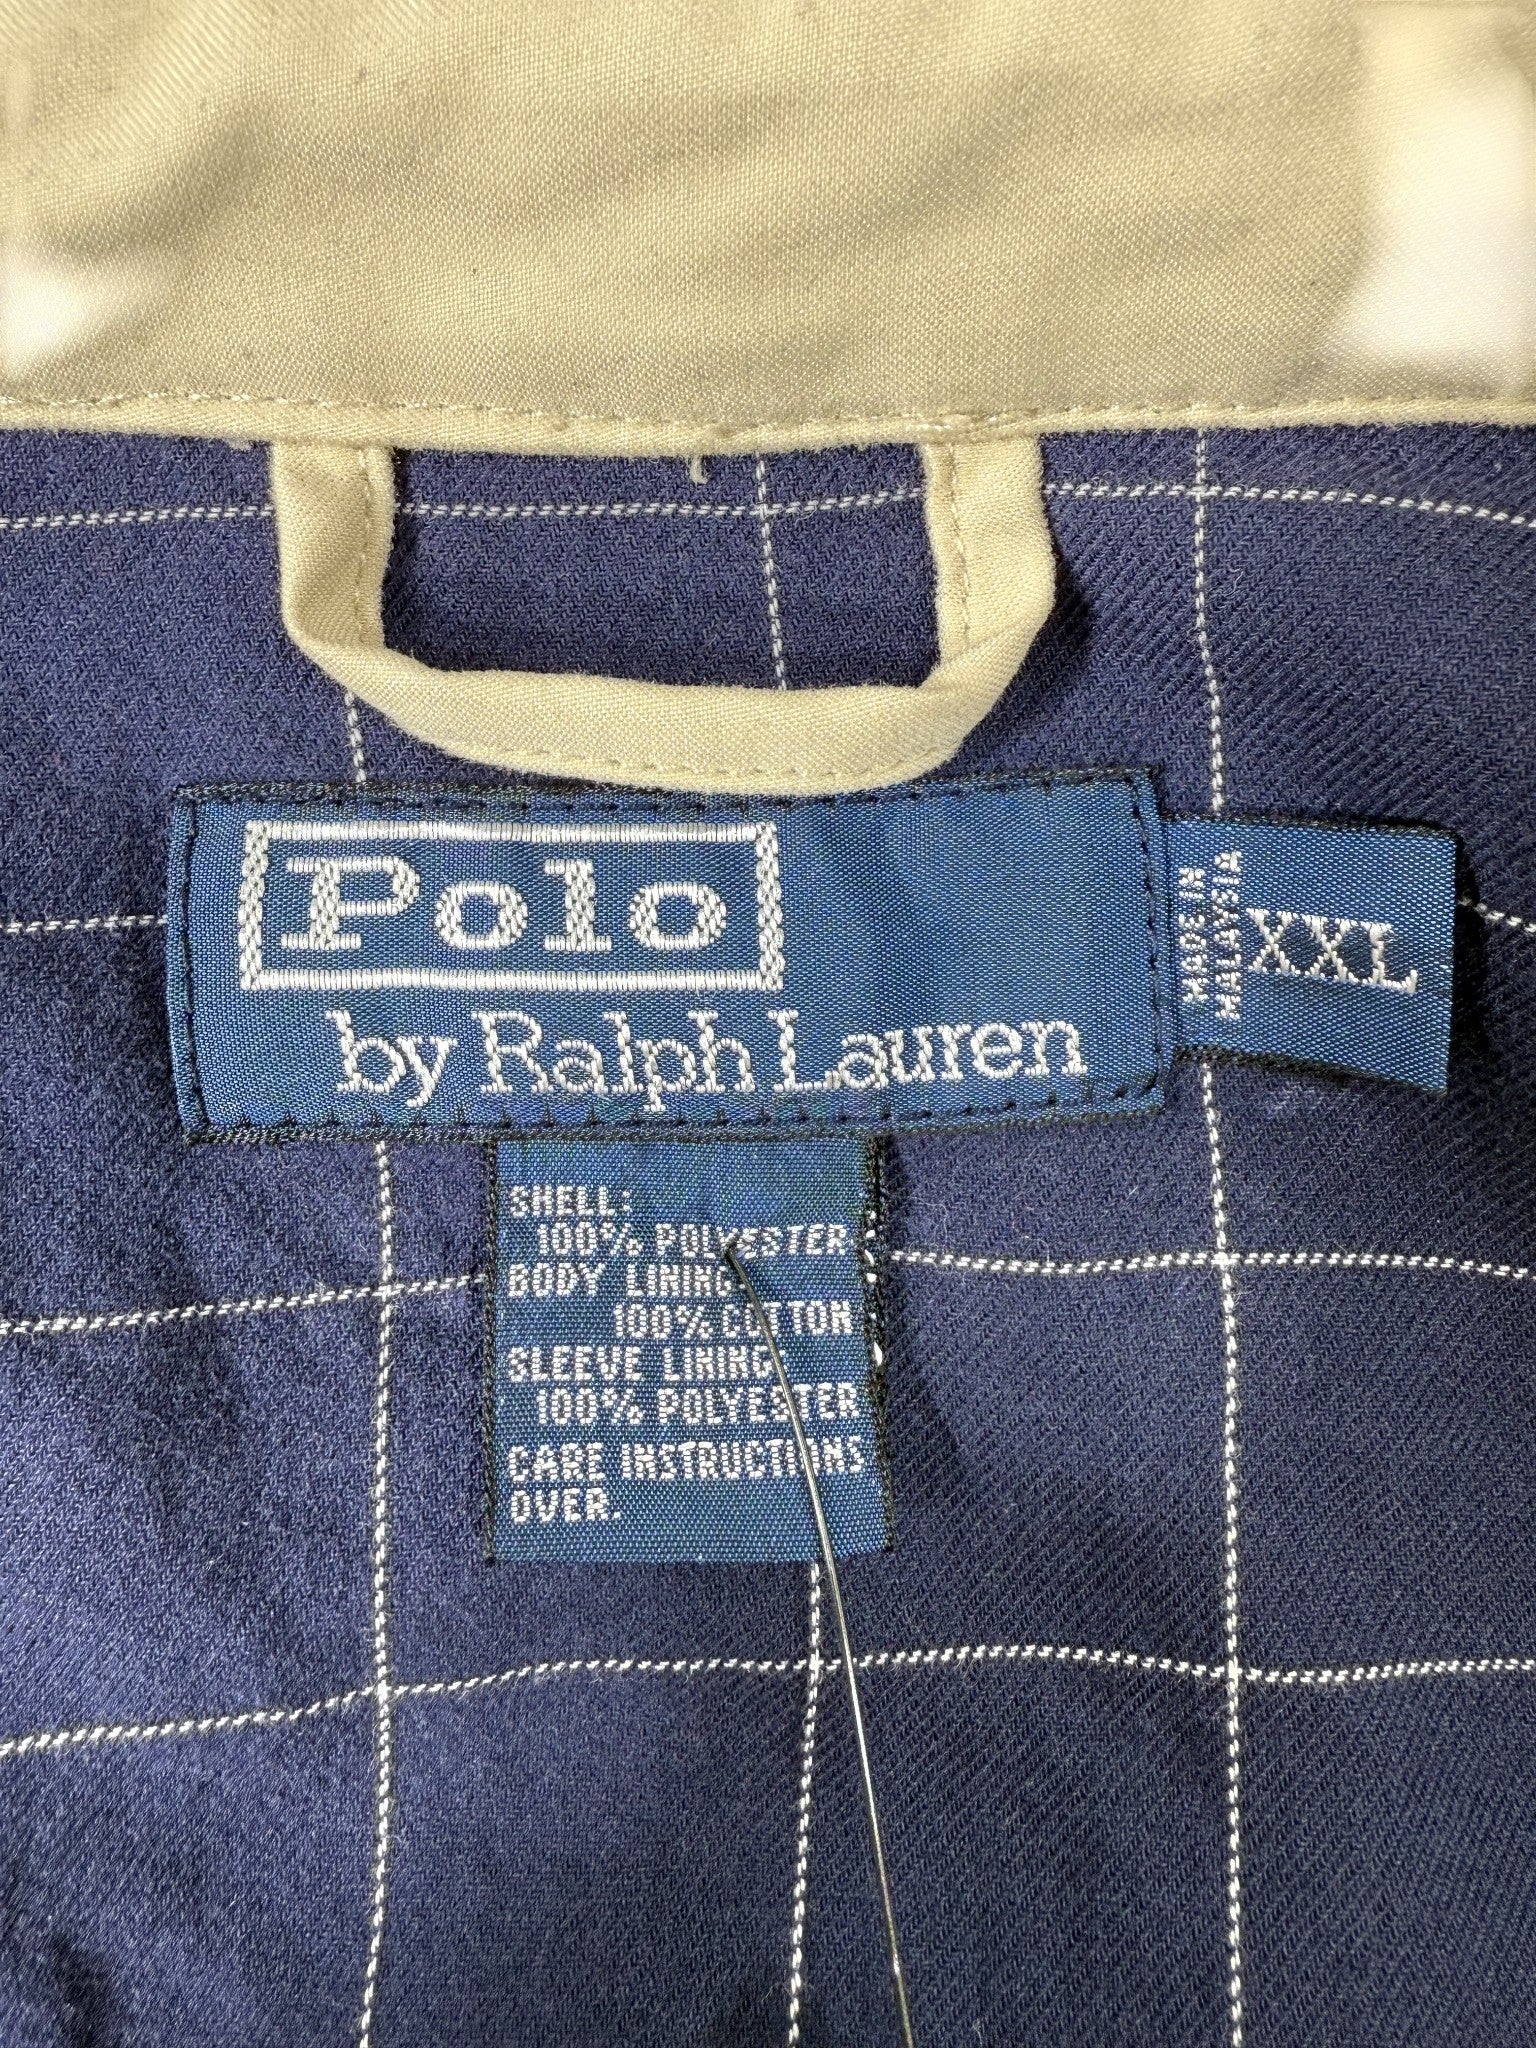 Polo
by Ralph Lauren
MADE IN
MALAYSIA
XXL
SHELL:
100% POLYESTER
BODY LINING
100% COTTON
SLEEVE LINING
100% POLYESTER
CARE INSTRUCTIONS
OVER.